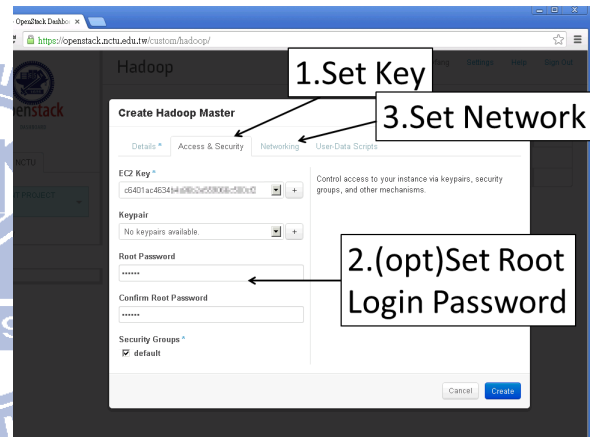 OpenStack Dashbo
https://openstack.nctu.edu.tw/custom/hadoop/
Hadoop
Settings Help Sign Out
1.Set Key
openstack
Create Hadoop Master
3.Set Network
Details * Access & Security Networking User-Data Scripts
NCTU
EC2 Key *
Control access to your instance via keypairs, security
groups, and other mechanisms.
c6401ac4634
+
PROJECT
Keypair
No keypairs available.
+
Root Password
••••••
2.(opt)Set Root
Login Password
Confirm Root Password
••••••
Security Groups *
default
Cancel Create